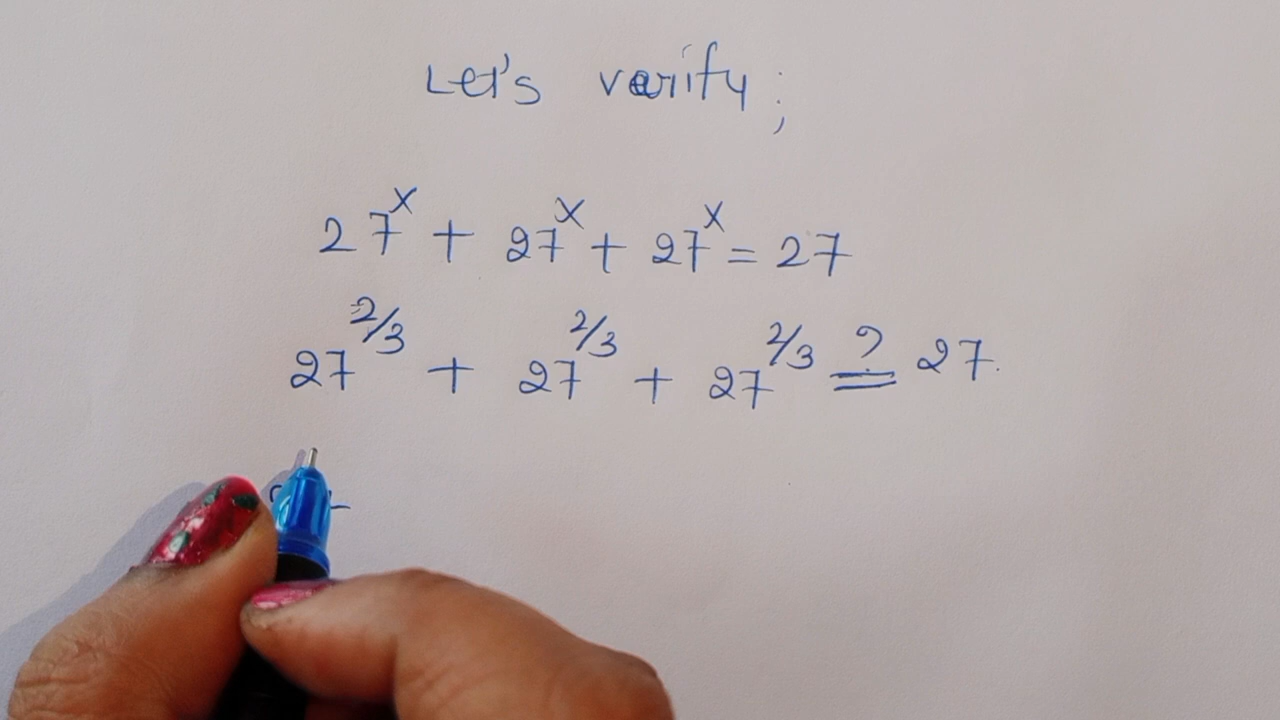 Let's verify;
27^x + 27^x + 27^x = 27
27^2/3 + 27^2/3 + 27^2/3 ?= 27.